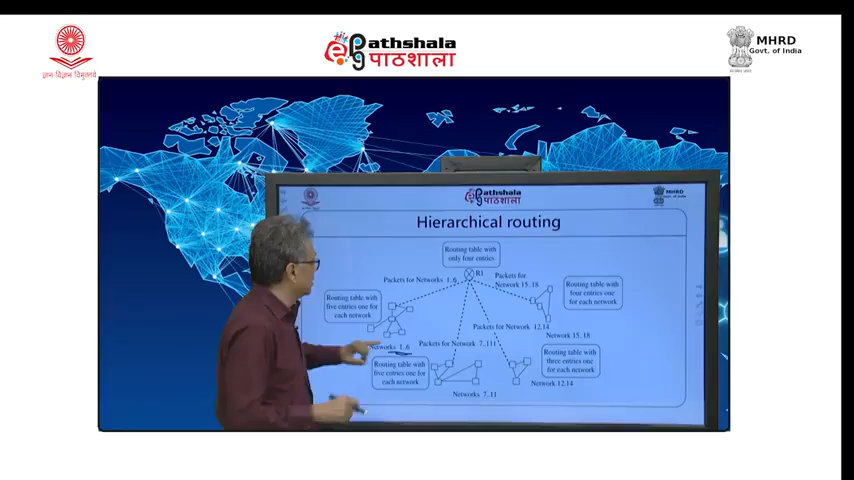 athshala
पाठशाला
ज्ञान-विज्ञान विमुक्तये
MHRD
Govt. of India
athshala
पाठशाला
MHRD
Govt. of India
Hierarchical routing
Routing table with
only four entries
R1
Packets for Networks 1..6
Packets for
Network 15..18
Routing table with
five entries one for
each network
Routing table with
four entries one
for each network
Packets for Network 12.14
Network 15..18
Packets for Network 7..111
Networks 1..6
Routing table with
five entries one for
each network
Routing table with
three entries one
for each network
Network 12.14
Networks 7..11